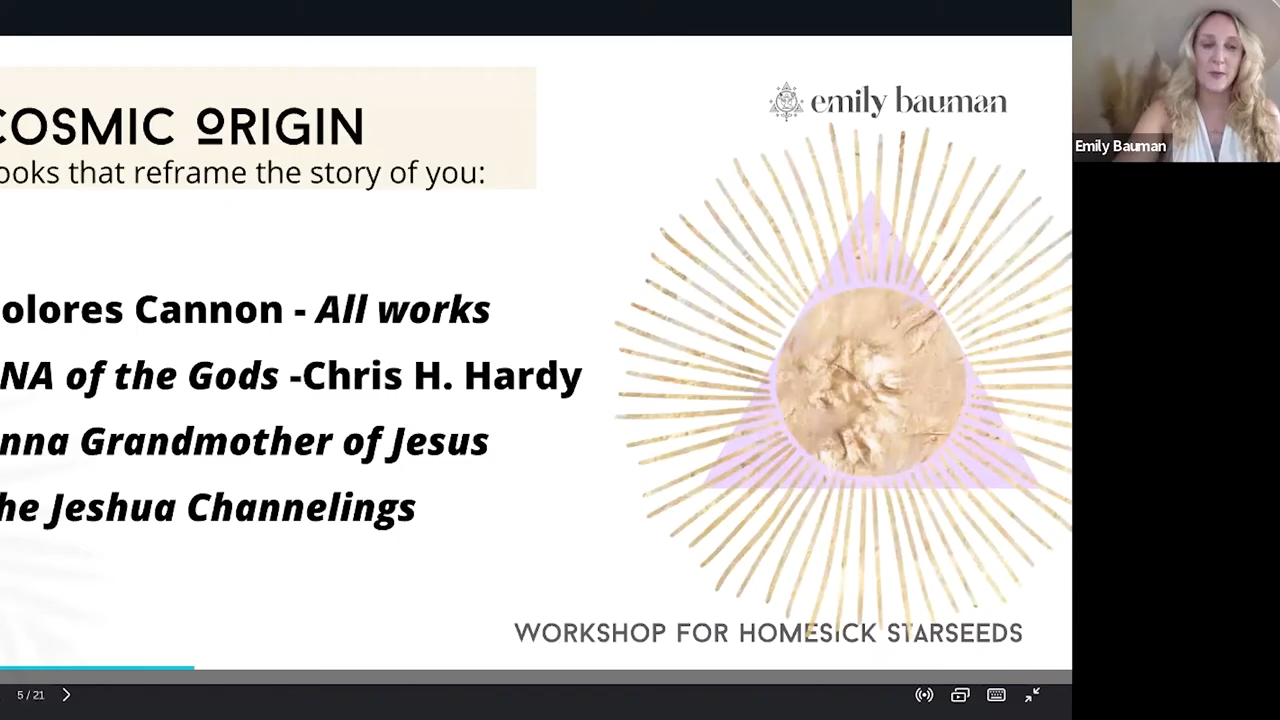 COSMIC ORIGIN
ooks that reframe the story of you:
emily bauman
Emily Bauman
olores Cannon - All works
NA of the Gods -Chris H. Hardy
nna Grandmother of Jesus
he Jeshua Channelings
WORKSHOP FOR HOMESICK STARSEEDS
5 / 21